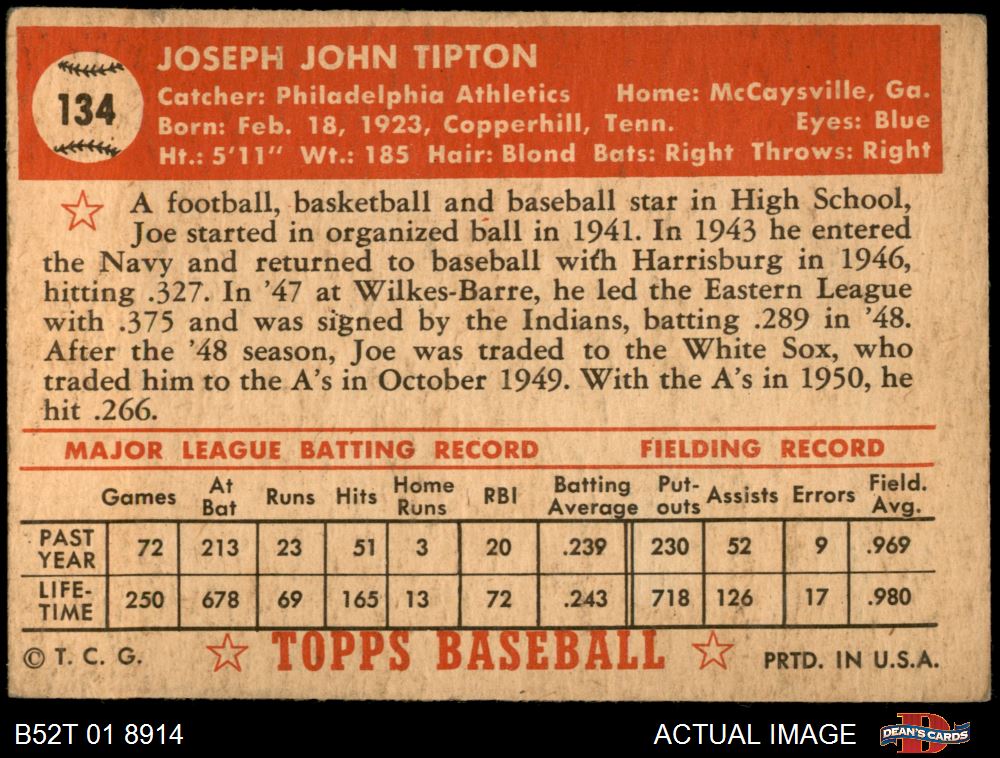 134
JOSEPH JOHN TIPTON
Catcher: Philadelphia Athletics Home: McCaysville, Ga.
Born: Feb. 18, 1923, Copperhill, Tenn. Eyes: Blue
Ht.: 5'11" Wt.: 185 Hair: Blond Bats: Right Throws: Right
A football, basketball and baseball star in High School,
Joe started in organized ball in 1941. In 1943 he entered
the Navy and returned to baseball with Harrisburg in 1946,
hitting .327. In '47 at Wilkes-Barre, he led the Eastern League
with .375 and was signed by the Indians, batting .289 in '48.
After the '48 season, Joe was traded to the White Sox, who
traded him to the A's in October 1949. With the A's in 1950, he
hit .266.
MAJOR LEAGUE BATTING RECORD FIELDING RECORD
Games At Bat Runs Hits Home Runs RBI Batting Average Put-outs Assists Errors Field. Avg.
PAST YEAR 72 213 23 51 3 20 .239 230 52 9 .969
LIFE-TIME 250 678 69 165 13 72 .243 718 126 17 .980
© T. C. G. TOPPS BASEBALL PRTD. IN U.S.A.
B52T 01 8914 ACTUAL IMAGE DEAN'S CARDS